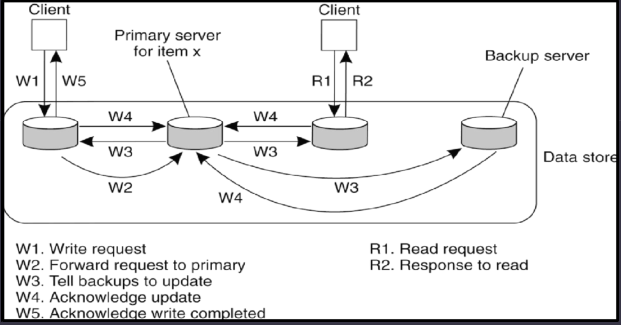 Client
Client
Primary server
for item x
Backup server
W1
W5
R1
R2
W4
W4
W3
W3
Data store
W2
W3
W4
W1. Write request
W2. Forward request to primary
W3. Tell backups to update
W4. Acknowledge update
W5. Acknowledge write completed
R1. Read request
R2. Response to read